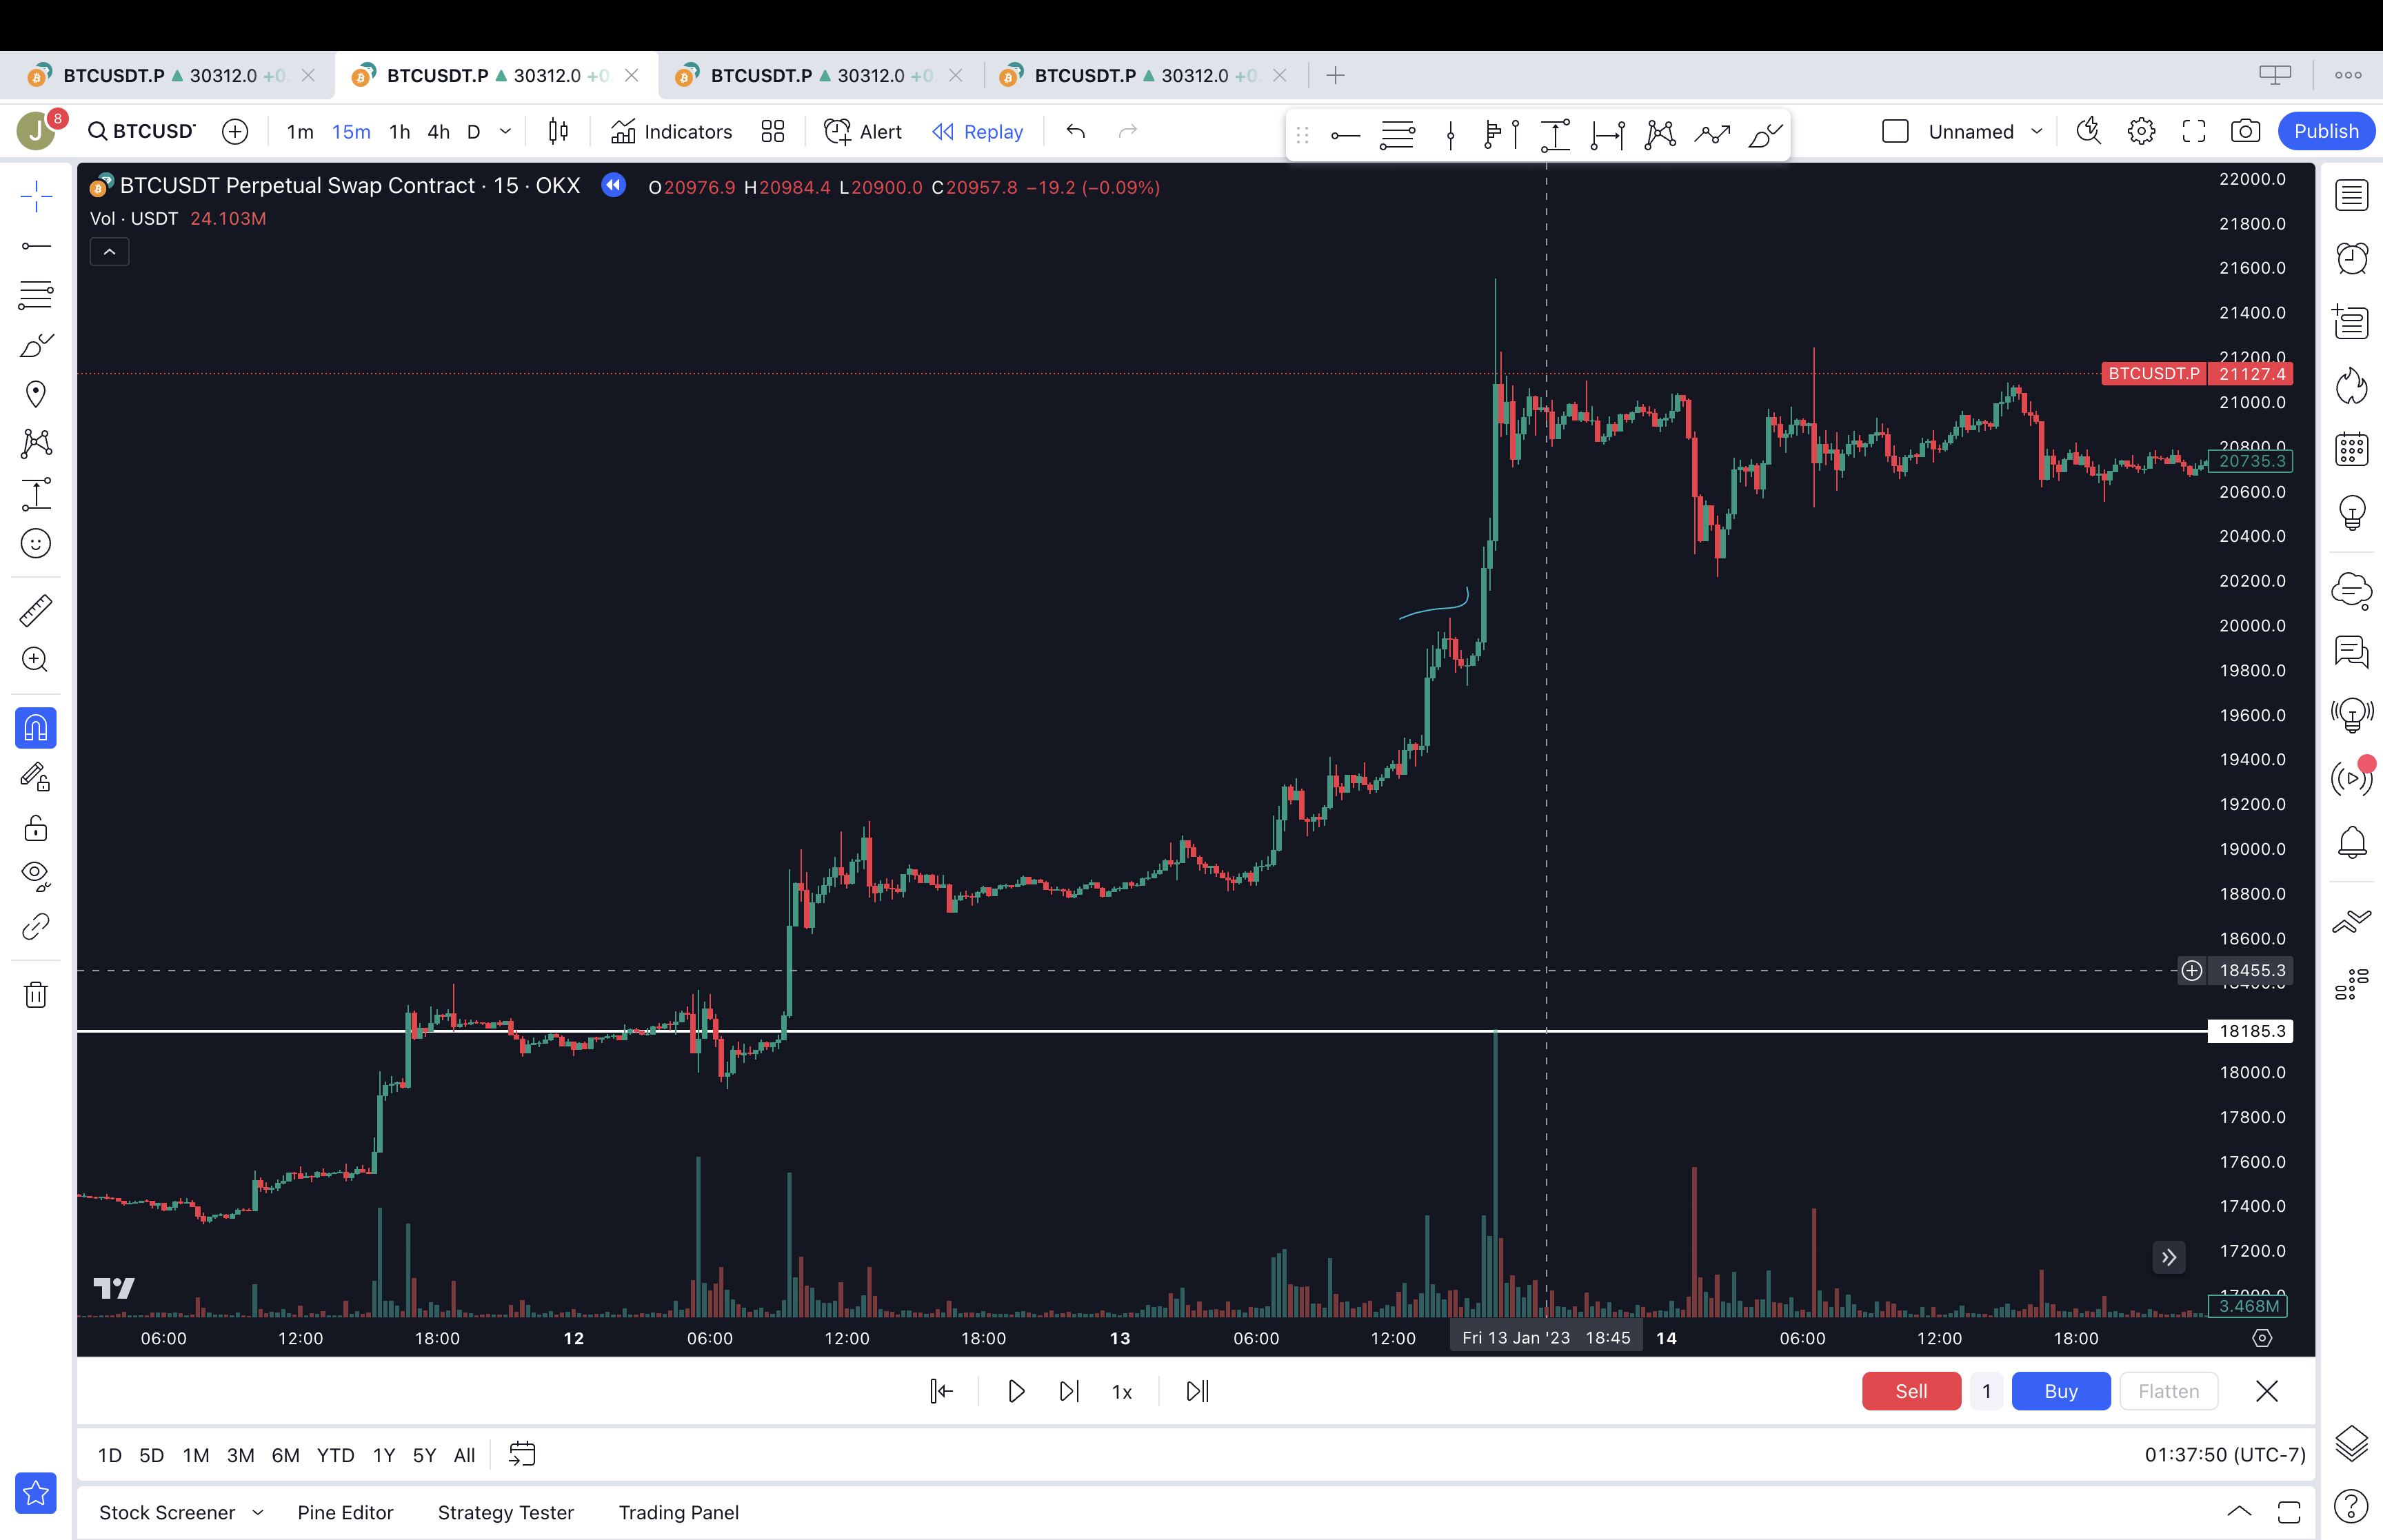 BTCUSDT.P ▲ 30312.0 +0. BTCUSDT.P ▲ 30312.0 +0. BTCUSDT.P ▲ 30312.0 +0. BTCUSDT.P ▲ 30312.0 +0.
J 8 BTCUSD 1m 15m 1h 4h D Indicators Alert Replay Unnamed Publish
BTCUSDT Perpetual Swap Contract · 15 · OKX O20976.9 H20984.4 L20900.0 C20957.8 −19.2 (−0.09%)
Vol · USDT 24.103M
22000.0
21800.0
21600.0
21400.0
21200.0
BTCUSDT.P 21127.4
21000.0
20800.0
20735.3
20600.0
20400.0
20200.0
20000.0
19800.0
19600.0
19400.0
19200.0
19000.0
18800.0
18600.0
18455.3
18400.0
18185.3
18000.0
17800.0
17600.0
17400.0
17200.0
17000.0
3.468M
06:00 12:00 18:00 12 06:00 12:00 18:00 13 06:00 12:00 Fri 13 Jan '23 18:45 14 06:00 12:00 18:00
1x Sell 1 Buy Flatten
1D 5D 1M 3M 6M YTD 1Y 5Y All 01:37:50 (UTC-7)
Stock Screener Pine Editor Strategy Tester Trading Panel